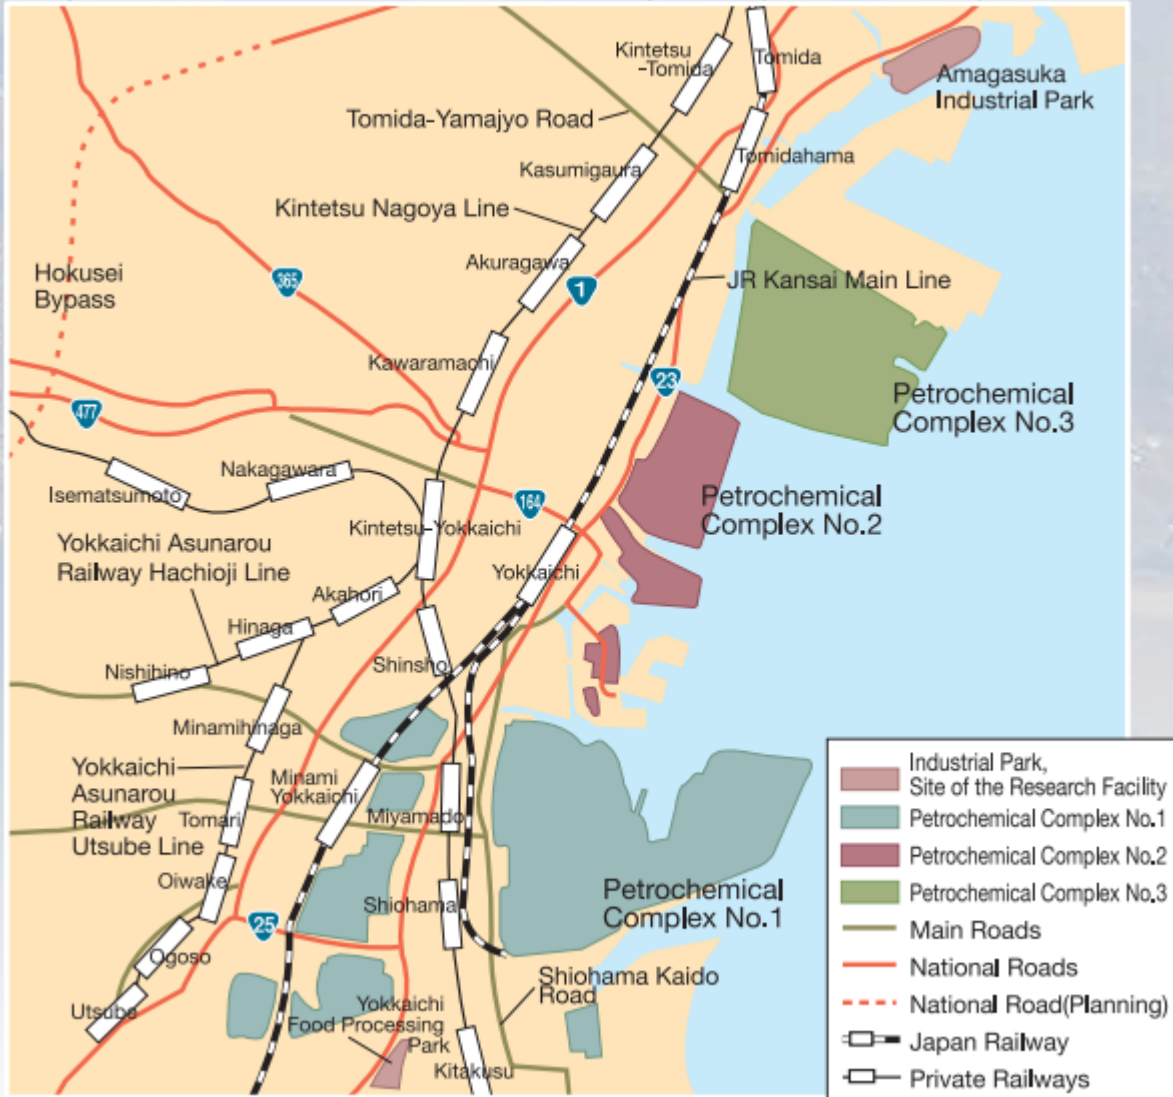 Kintetsu
-Tomida
Tomida
Amagasuka
Industrial Park
Tomida-Yamajyo Road
Tomidahama
Kasumigaura
Kintetsu Nagoya Line
Akuragawa
Hokusei
Bypass
365
1
JR Kansai Main Line
Kawaramachi
23
477
Petrochemical
Complex No.3
Nakagawara
Isematsumoto
164
Petrochemical
Complex No.2
Kintetsu-Yokkaichi
Yokkaichi Asunarou
Railway Hachioji Line
Yokkaichi
Akahori
Hinaga
Shinsho
Nishihino
Minamihinaga
Yokkaichi
Asunarou
Railway
Utsube Line
Minami
Yokkaichi
Tomari
Miyamado
Oiwake
Shiohama
Petrochemical
Complex No.1
25
Ogoso
Shiohama Kaido
Road
Utsube
Yokkaichi
Food Processing
Park
Kitakusu
Industrial Park,
Site of the Research Facility
Petrochemical Complex No.1
Petrochemical Complex No.2
Petrochemical Complex No.3
Main Roads
National Roads
National Road(Planning)
Japan Railway
Private Railways